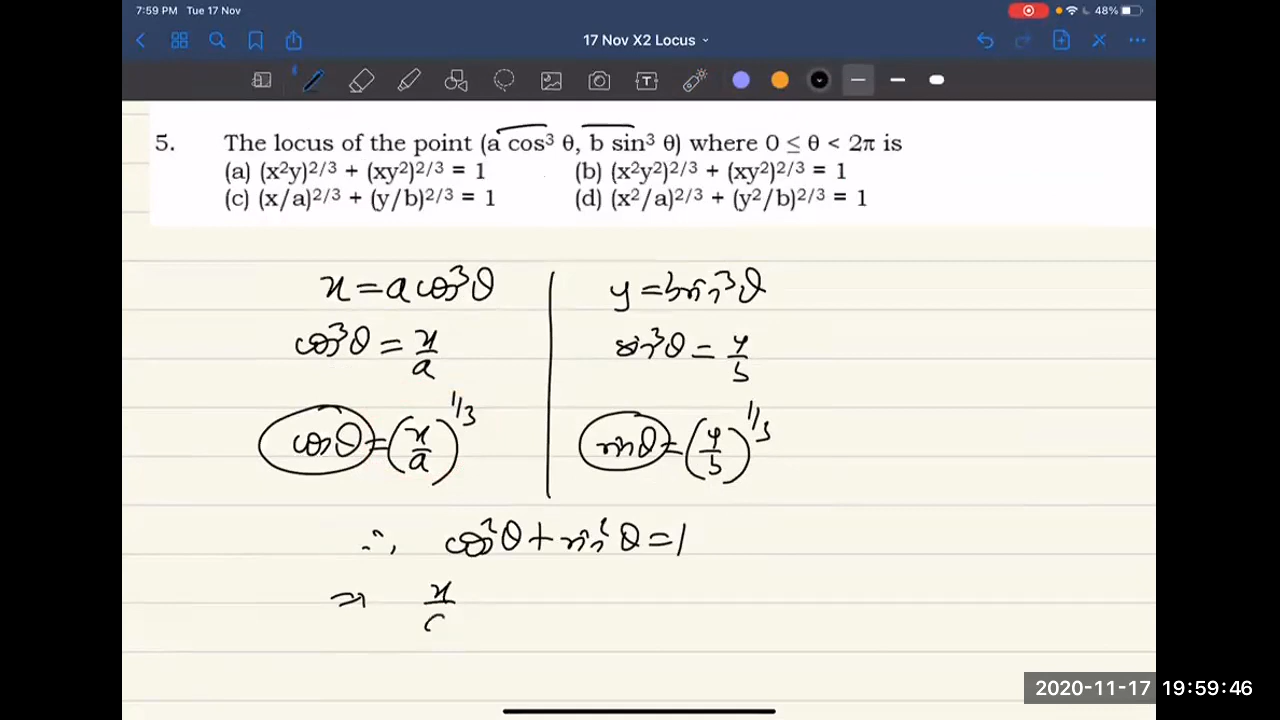 7:59 PM Tue 17 Nov
48%
17 Nov X2 Locus
T
5. The locus of the point (a cos³ θ, b sin³ θ) where 0 ≤ θ < 2π is
(a) (x²y)^2/3 + (xy²)^2/3 = 1 (b) (x²y²)^2/3 + (xy²)^2/3 = 1
(c) (x/a)^2/3 + (y/b)^2/3 = 1 (d) (x²/a)^2/3 + (y²/b)^2/3 = 1
x = a cos³θ y = b sin³θ
cos³θ = x/a sin³θ = y/b
cosθ = (x/a)^1/3 sinθ = (y/b)^1/3
∴, cos²θ + sin²θ = 1
⇒ x/
2020-11-17 19:59:46